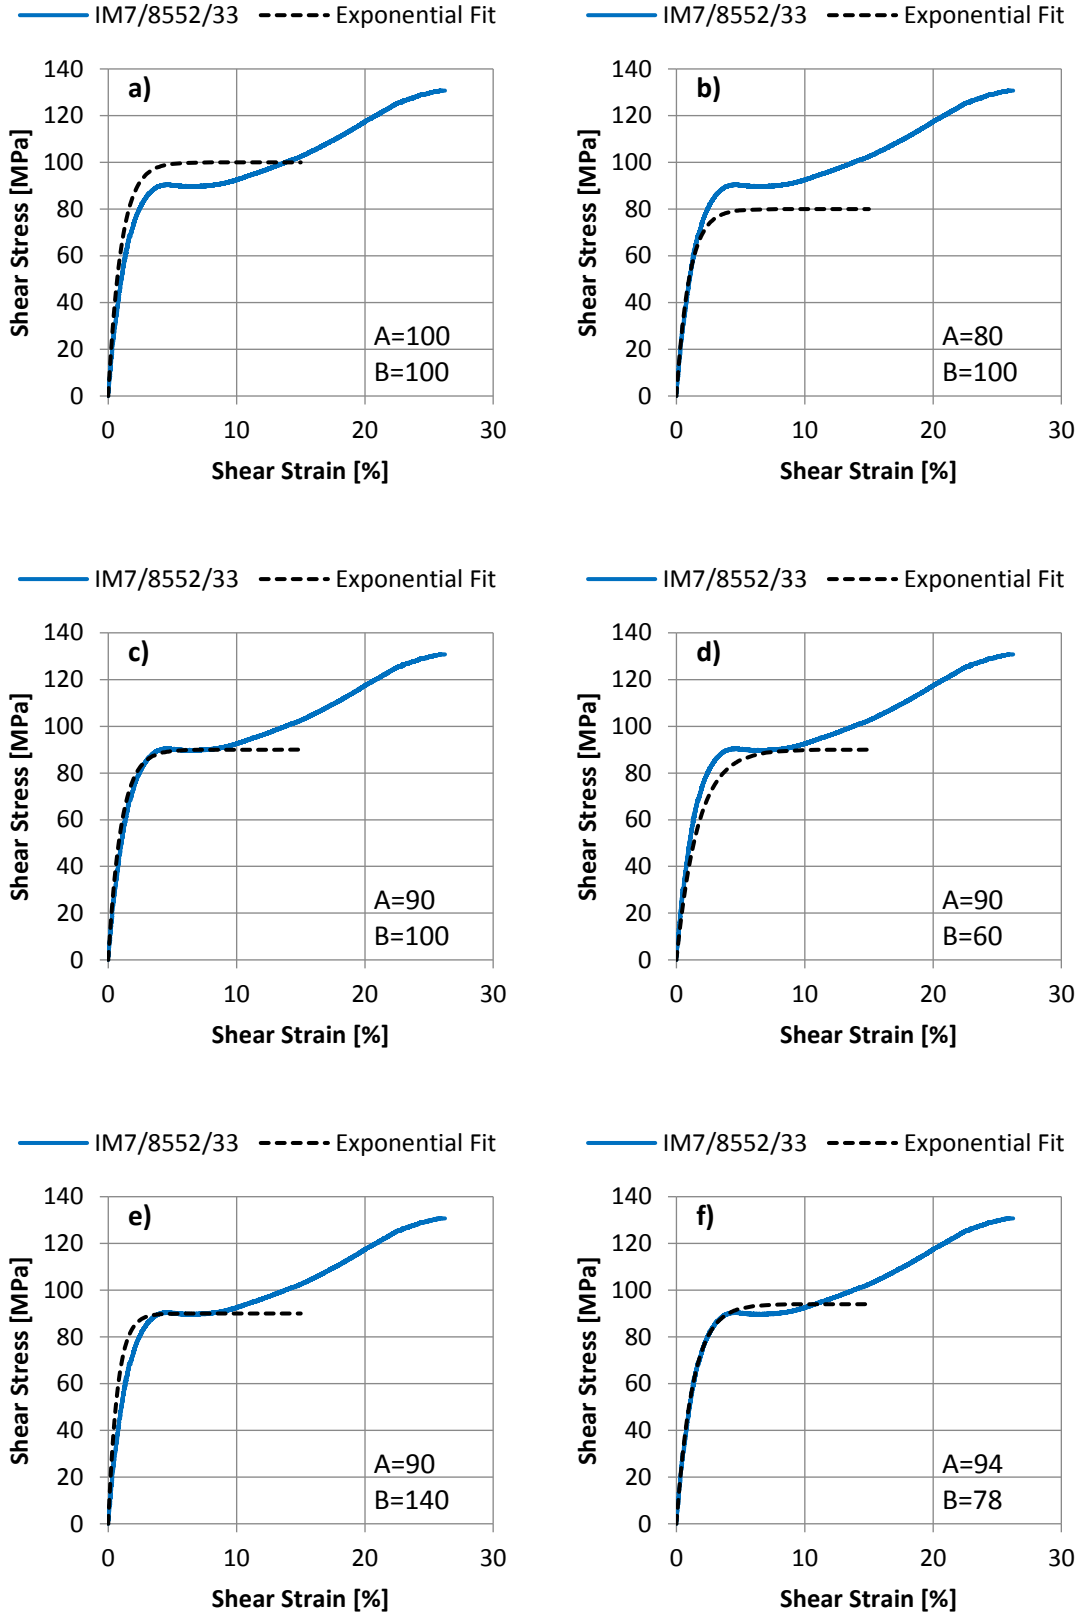 IM7/8552/33 Exponential Fit
a)
Shear Stress [MPa]
140
120
100
80
60
40
20
0
A=100
B=100
0 10 20 30
Shear Strain [%]
IM7/8552/33 Exponential Fit
b)
Shear Stress [MPa]
140
120
100
80
60
40
20
0
A=80
B=100
0 10 20 30
Shear Strain [%]
IM7/8552/33 Exponential Fit
c)
Shear Stress [MPa]
140
120
100
80
60
40
20
0
A=90
B=100
0 10 20 30
Shear Strain [%]
IM7/8552/33 Exponential Fit
d)
Shear Stress [MPa]
140
120
100
80
60
40
20
0
A=90
B=60
0 10 20 30
Shear Strain [%]
IM7/8552/33 Exponential Fit
e)
Shear Stress [MPa]
140
120
100
80
60
40
20
0
A=90
B=140
0 10 20 30
Shear Strain [%]
IM7/8552/33 Exponential Fit
f)
Shear Stress [MPa]
140
120
100
80
60
40
20
0
A=94
B=78
0 10 20 30
Shear Strain [%]